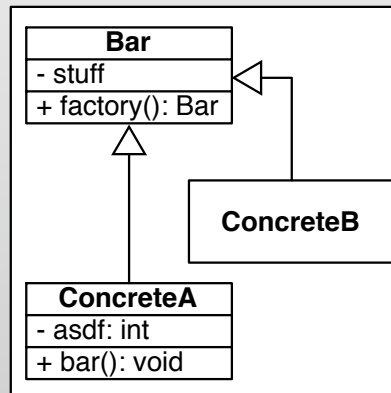 Bar
- stuff
+ factory(): Bar
ConcreteB
ConcreteA
- asdf: int
+ bar(): void